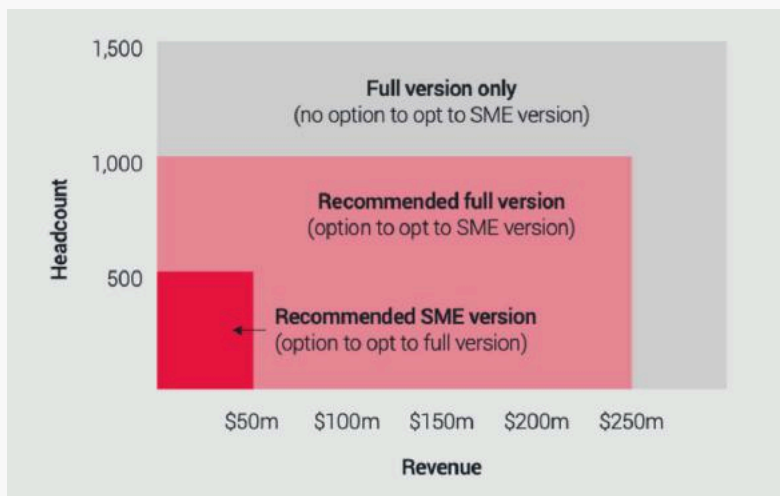 1,500
Full version only
(no option to opt to SME version)
1,000
Recommended full version
(option to opt to SME version)
Headcount
500
Recommended SME version
(option to opt to full version)
$50m $100m $150m $200m $250m
Revenue